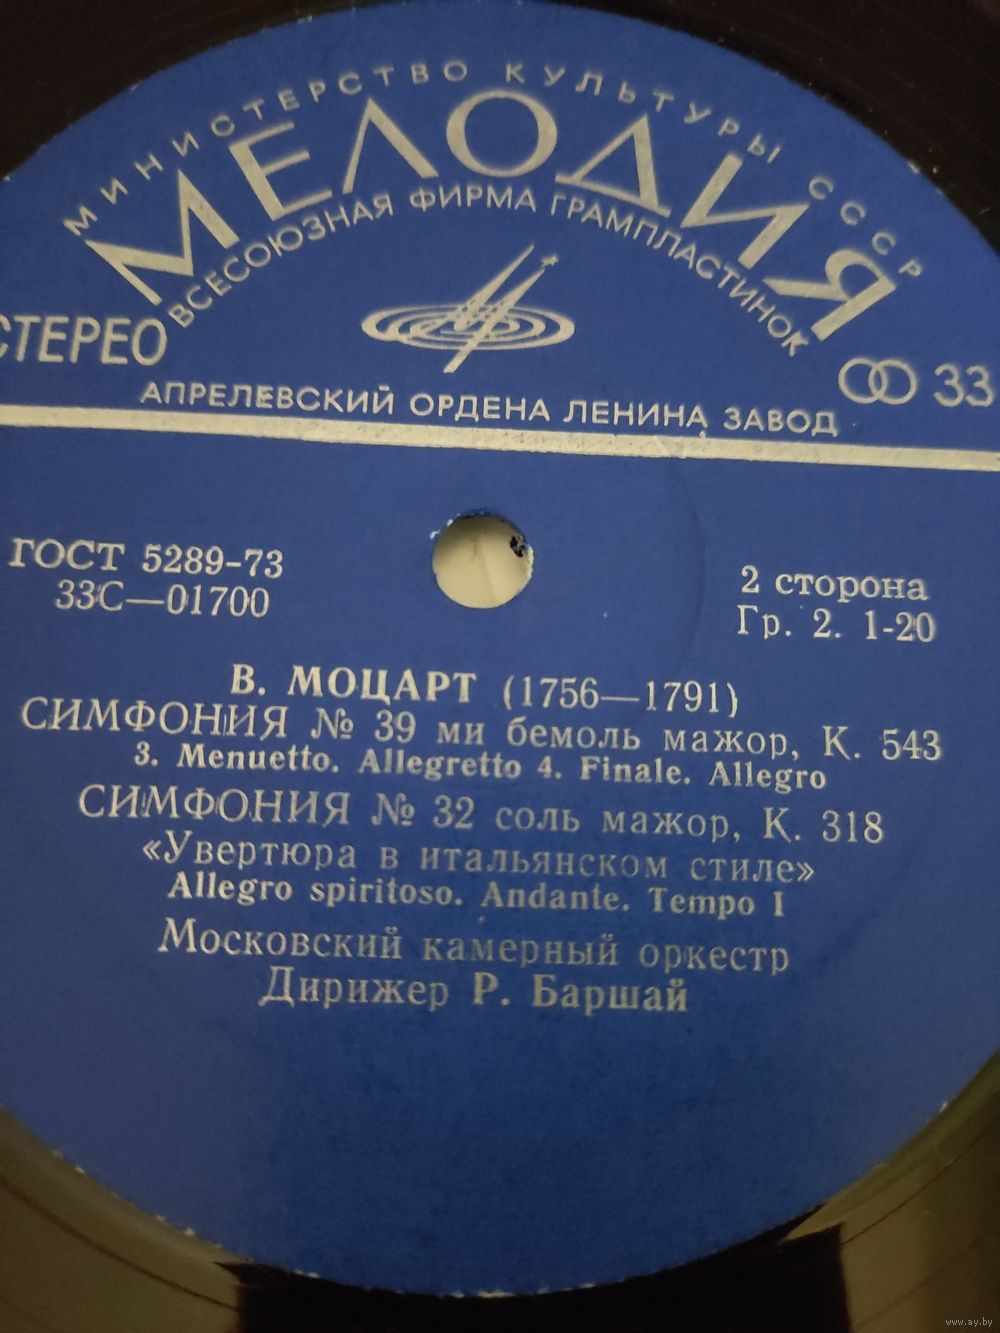 МИНИСТЕРСТВО КУЛЬТУРЫ СССР
МЕЛОДИЯ
ВСЕСОЮЗНАЯ ФИРМА ГРАМПЛАСТИНОК
СТЕРЕО
33
АПРЕЛЕВСКИЙ ОРДЕНА ЛЕНИНА ЗАВОД
ГОСТ 5289-73
33С—01700
2 сторона
Гр. 2. 1-20
В. МОЦАРТ (1756—1791)
СИМФОНИЯ № 39 ми бемоль мажор, К. 543
3. Menuetto. Allegretto 4. Finale. Allegro
СИМФОНИЯ № 32 соль мажор, К. 318
«Увертюра в итальянском стиле»
Allegro spiritoso. Andante. Tempo I
Московский камерный оркестр
Дирижер Р. Баршай
www.ay.by